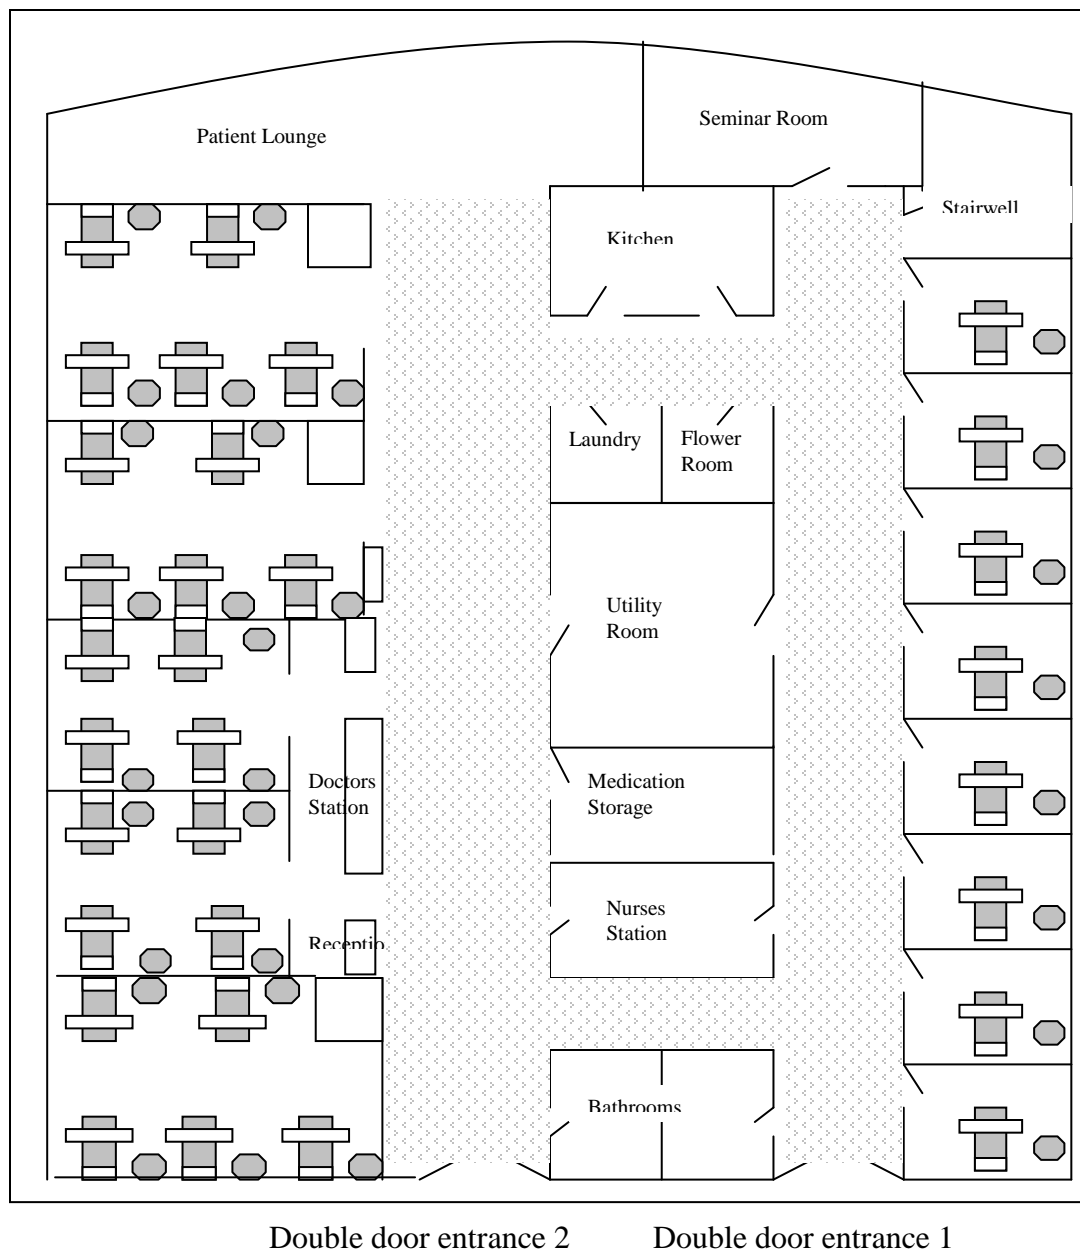 Seminar Room
Patient Lounge
Stairwell
Kitchen
Laundry
Flower
Room
Utility
Room
Doctors
Station
Medication
Storage
Nurses
Station
Receptio
Bathrooms
Double door entrance 2
Double door entrance 1